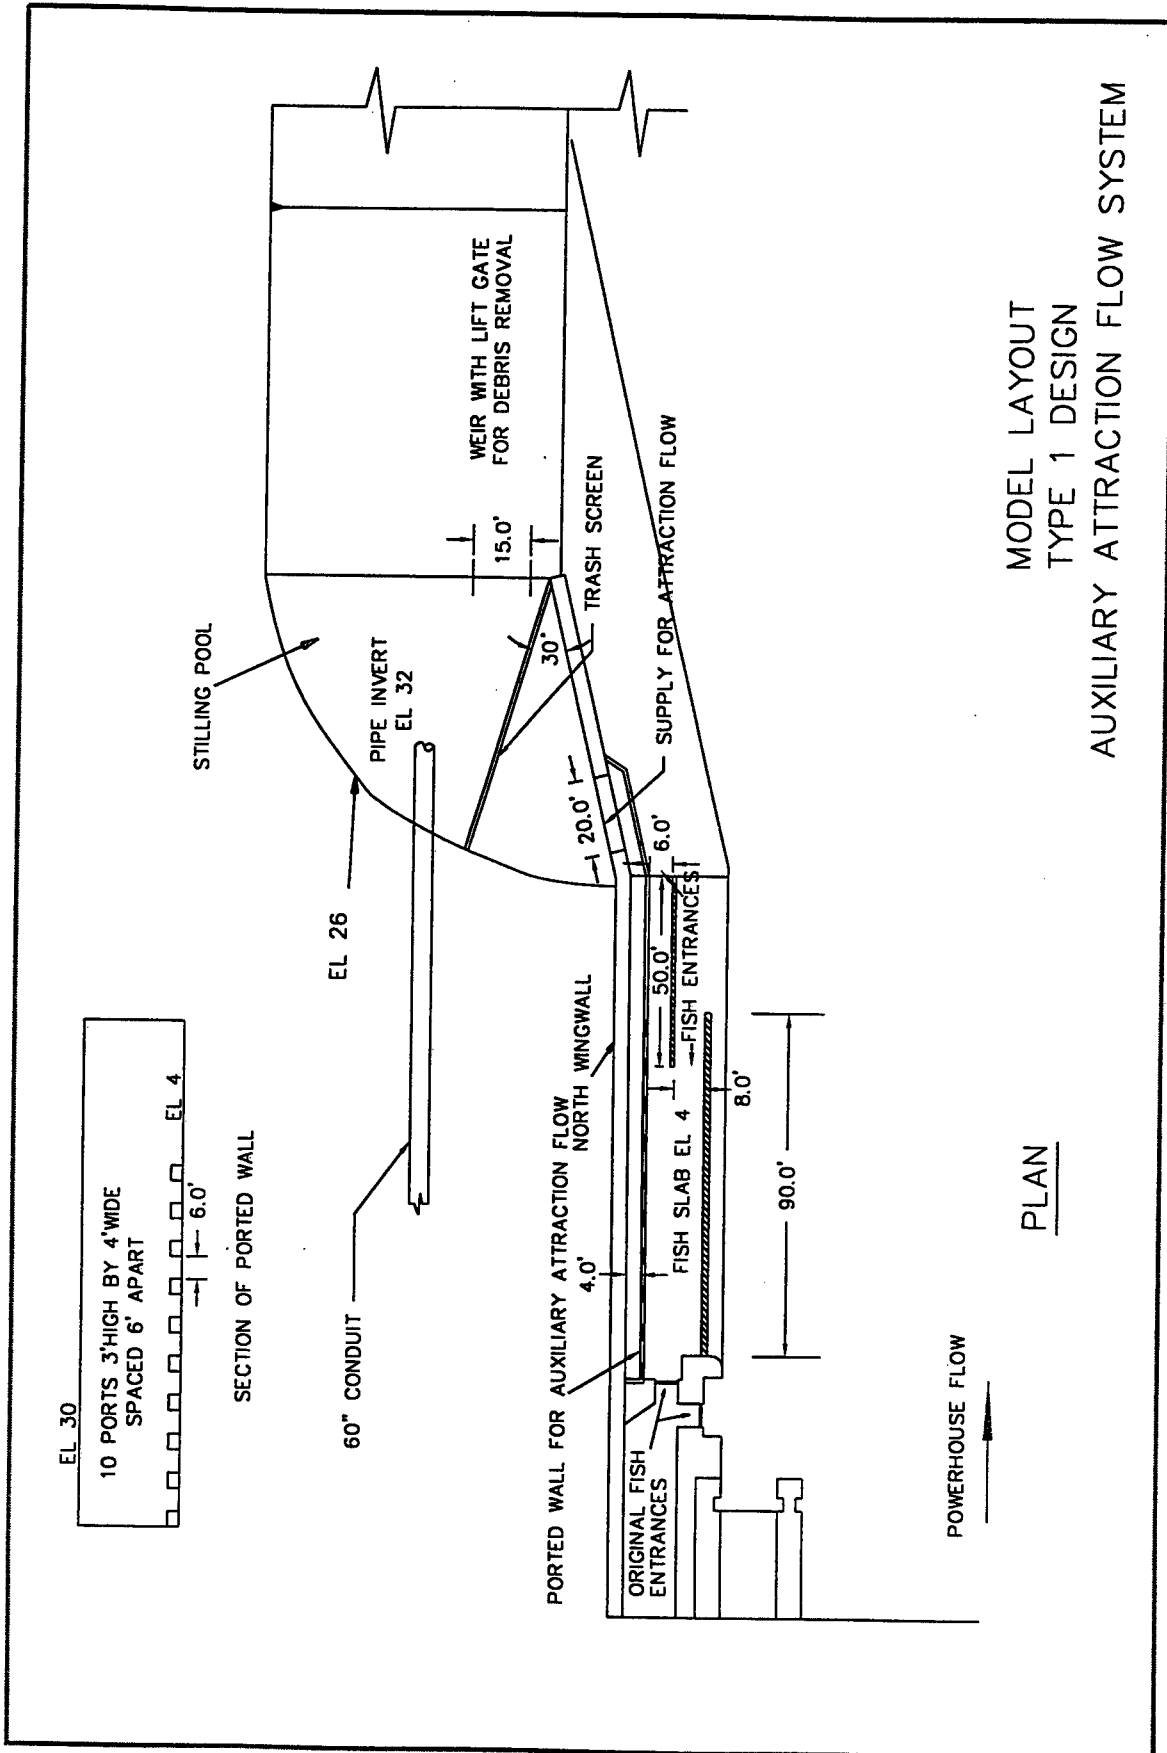 EL 30
10 PORTS 3'HIGH BY 4'WIDE
SPACED 6' APART
EL 4
6.0'
SECTION OF PORTED WALL
STILLING POOL
EL 26
PIPE INVERT
EL 32
60" CONDUIT
WEIR WITH LIFT GATE
FOR DEBRIS REMOVAL
15.0'
30°
TRASH SCREEN
20.0'
SUPPLY FOR ATTRACTION FLOW
6.0'
PORTED WALL FOR AUXILIARY ATTRACTION FLOW
NORTH WINGWALL
4.0'
50.0'
FISH ENTRANCES
FISH ENTRANCES
FISH SLAB EL 4
8.0'
90.0'
ORIGINAL FISH
ENTRANCES
POWERHOUSE FLOW
PLAN
MODEL LAYOUT
TYPE 1 DESIGN
AUXILIARY ATTRACTION FLOW SYSTEM